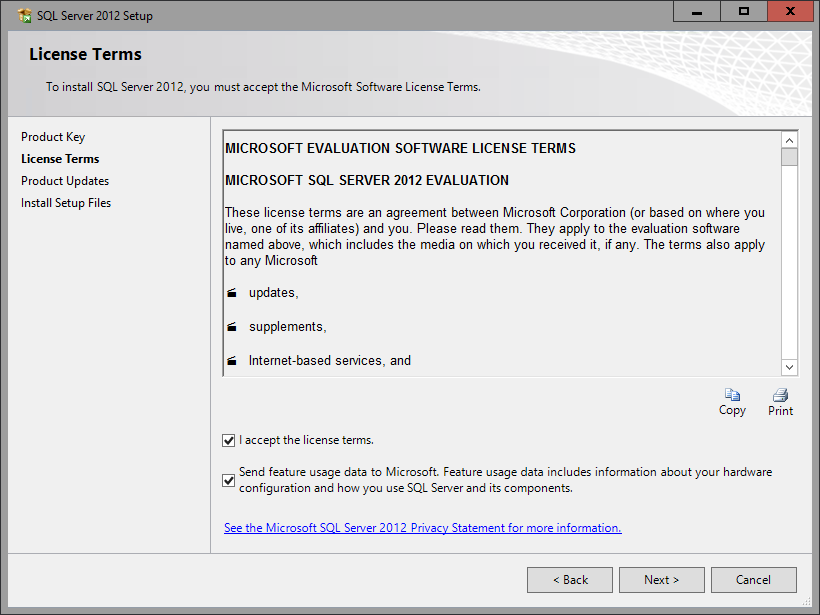 SQL Server 2012 Setup
License Terms
To install SQL Server 2012, you must accept the Microsoft Software License Terms.
Product Key
License Terms
Product Updates
Install Setup Files
MICROSOFT EVALUATION SOFTWARE LICENSE TERMS
MICROSOFT SQL SERVER 2012 EVALUATION
These license terms are an agreement between Microsoft Corporation (or based on where you
live, one of its affiliates) and you. Please read them. They apply to the evaluation software
named above, which includes the media on which you received it, if any. The terms also apply
to any Microsoft
updates,
supplements,
Internet-based services, and
Copy
Print
I accept the license terms.
Send feature usage data to Microsoft. Feature usage data includes information about your hardware
configuration and how you use SQL Server and its components.
See the Microsoft SQL Server 2012 Privacy Statement for more information.
< Back
Next >
Cancel